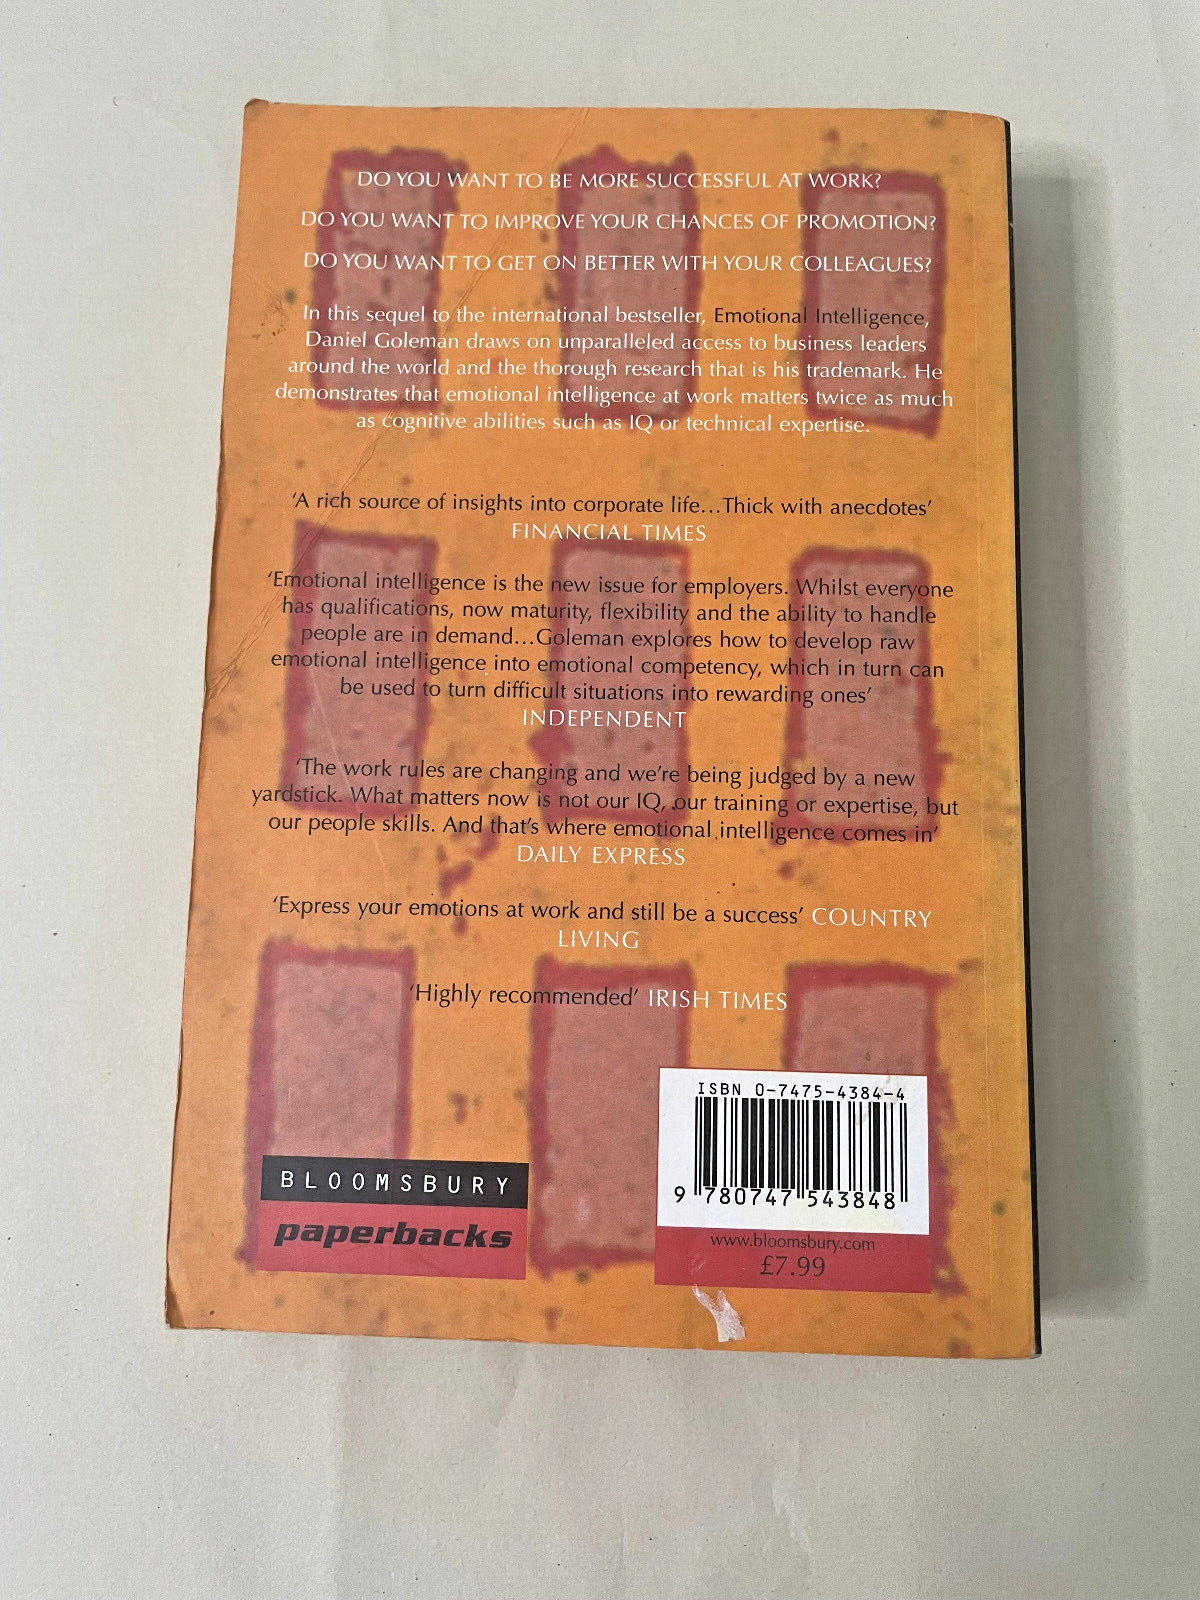 DO YOU WANT TO BE MORE SUCCESSFUL AT WORK?
DO YOU WANT TO IMPROVE YOUR CHANCES OF PROMOTION?
DO YOU WANT TO GET ON BETTER WITH YOUR COLLEAGUES?
In this sequel to the international bestseller, Emotional Intelligence,
Daniel Goleman draws on unparalleled access to business leaders
around the world and the thorough research that is his trademark. He
demonstrates that emotional intelligence at work matters twice as much
as cognitive abilities such as IQ or technical expertise.
‘A rich source of insights into corporate life...Thick with anecdotes’
FINANCIAL TIMES
‘Emotional intelligence is the new issue for employers. Whilst everyone
has qualifications, now maturity, flexibility and the ability to handle
people are in demand...Goleman explores how to develop raw
emotional intelligence into emotional competency, which in turn can
be used to turn difficult situations into rewarding ones’
INDEPENDENT
‘The work rules are changing and we’re being judged by a new
yardstick. What matters now is not our IQ, our training or expertise, but
our people skills. And that’s where emotional intelligence comes in’
DAILY EXPRESS
‘Express your emotions at work and still be a success’ COUNTRY
LIVING
‘Highly recommended’ IRISH TIMES
ISBN 0-7475-4384-4
9 780747 543848
www.bloomsbury.com
£7.99
BLOOMSBURY
paperbacks